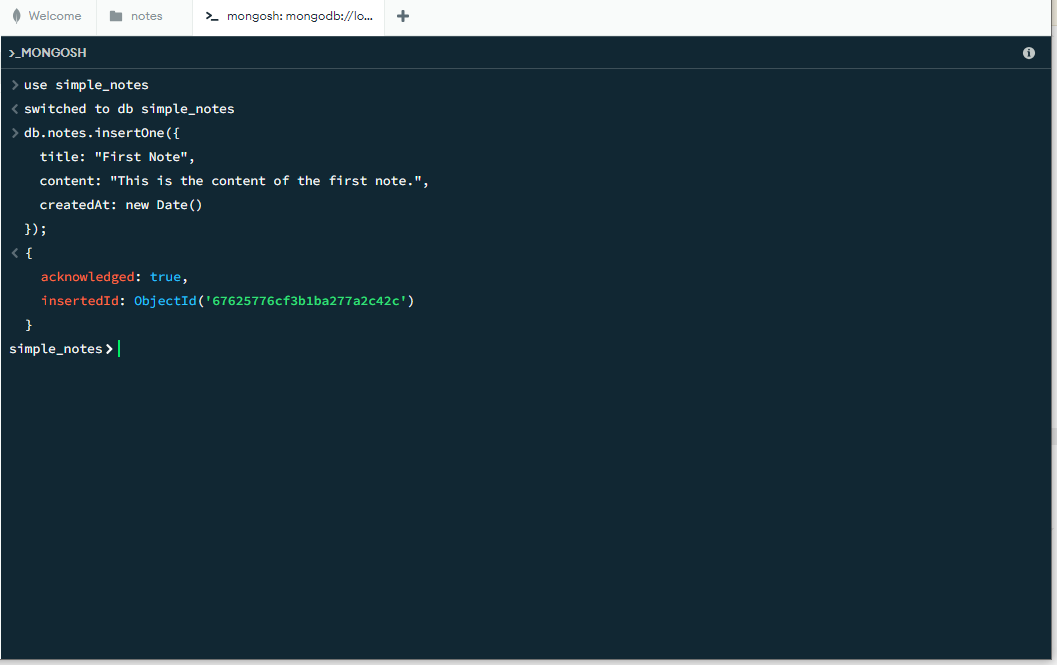 Welcome
notes
>_ mongosh: mongodb://lo...
>_MONGOSH
> use simple_notes
< switched to db simple_notes
> db.notes.insertOne({
title: "First Note",
content: "This is the content of the first note.",
createdAt: new Date()
});
< {
acknowledged: true,
insertedId: ObjectId('67625776cf3b1ba277a2c42c')
}
simple_notes>